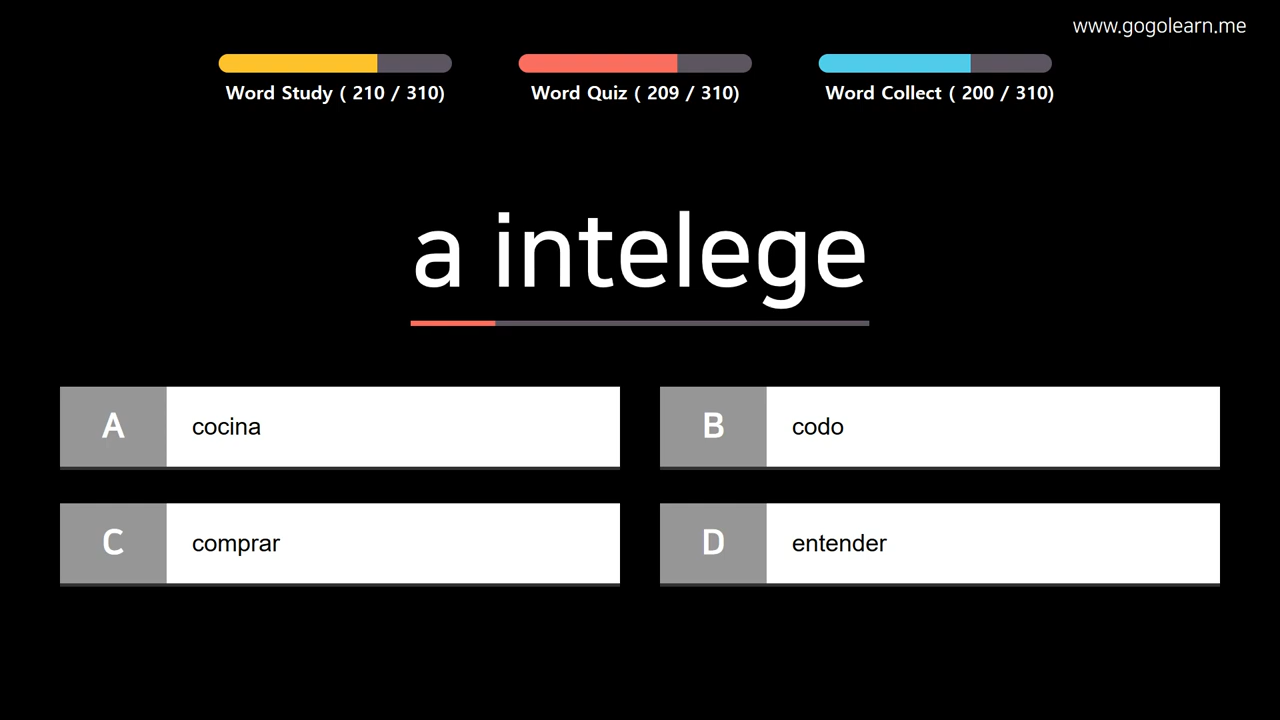 www.gogolearn.me
Word Study ( 210 / 310)
Word Quiz ( 209 / 310)
Word Collect ( 200 / 310)
a intelege
A cocina
B codo
C comprar
D entender